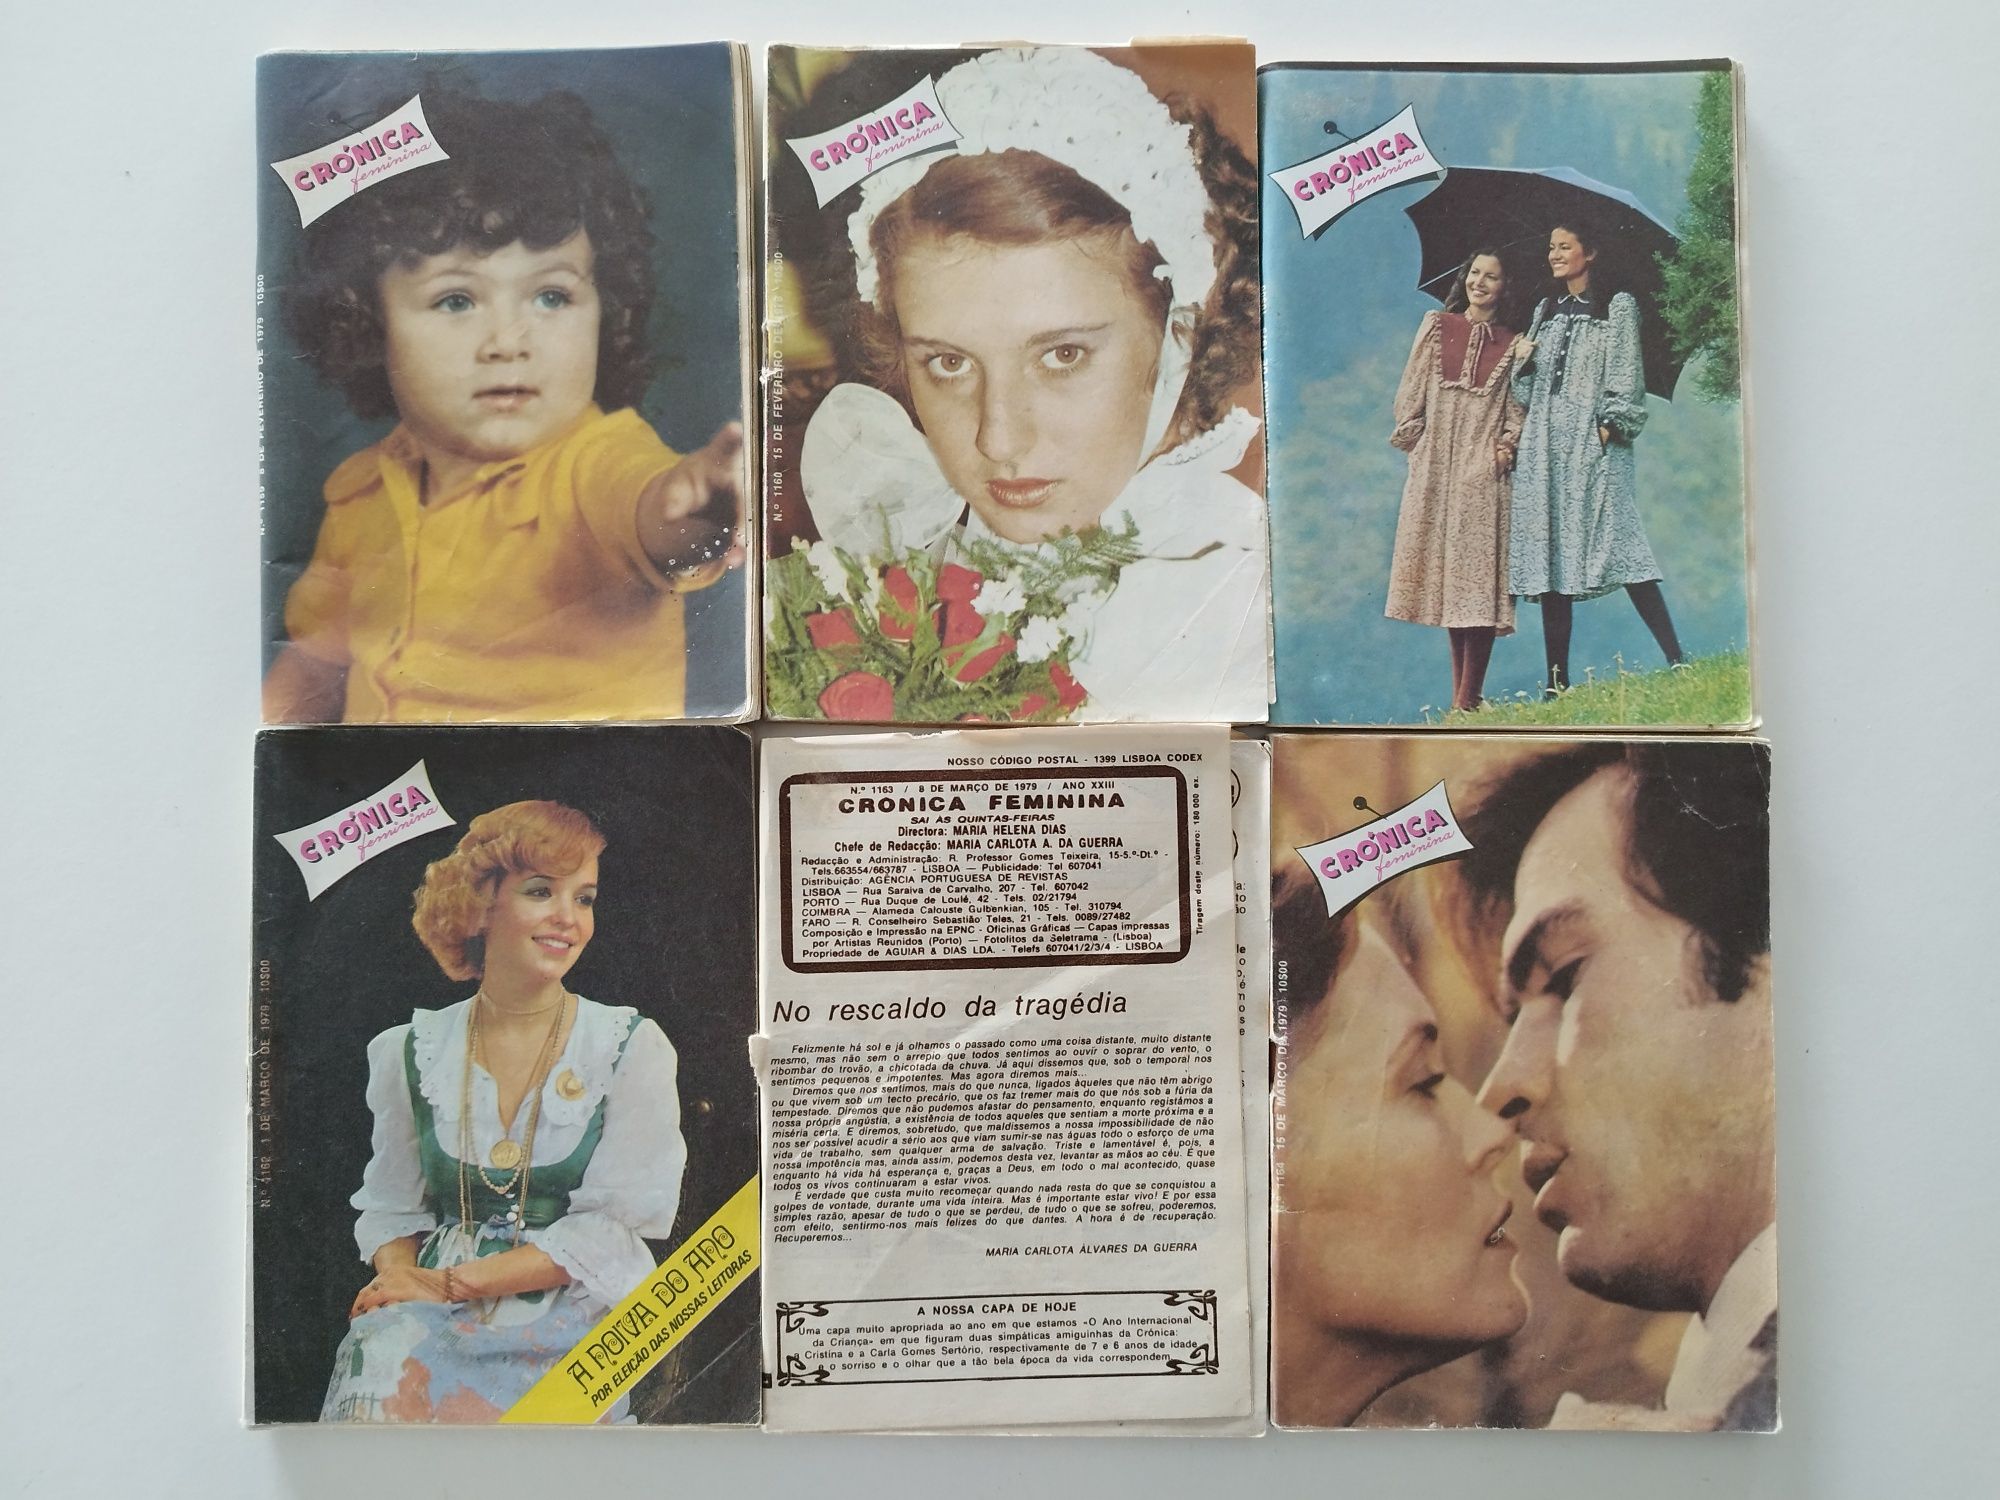 CRÓNICA
feminina
8 DE FEVEREIRO DE 1979 10$00
CRÓNICA
feminina
N.º 1160 15 DE FEVEREIRO DE 10$00
CRÓNICA
feminina
CRÓNICA
feminina
N.º 1162 1 DE MARÇO DE 1979 10$00
A NOIVA DO ANO
POR ELEIÇÃO DAS NOSSAS LEITORAS
NOSSO CÓDIGO POSTAL - 1399 LISBOA CODEX
N.º 1163 / 8 DE MARÇO DE 1979 / ANO XXIII
CRONICA FEMININA
SAI ÀS QUINTAS-FEIRAS
Directora: MARIA HELENA DIAS
Chefe de Redacção: MARIA CARLOTA A. DA GUERRA
Redacção e Administração: R. Professor Gomes Teixeira, 15-5.º-Dt.º -
Tels.663554/663787 - LISBOA — Publicidade: Tel 607041
Distribuição: AGÊNCIA PORTUGUESA DE REVISTAS
LISBOA — Rua Saraiva de Carvalho, 207 - Tel. 607042
PORTO — Rua Duque de Loulé, 42 - Tels. 02/21794
COIMBRA — Alameda Calouste Gulbenkian, 105 - Tel. 310794
FARO — R. Conselheiro Sebastião Teles, 21 - Tels. 0089/27482
Composição e Impressão na EPNC - Oficinas Gráficas — Capas impressas
por Artistas Reunidos (Porto) — Fotolitos da Seletrama - (Lisboa)
Propriedade de AGUIAR & DIAS LDA. - Telefs 607041/2/3/4 - LISBOA
Tiragem deste número: 180 000 ex.
No rescaldo da tragédia
Felizmente há sol e já olhamos o passado como uma coisa distante, muito distante
mesmo, mas não sem o arrepio que todos sentimos ao ouvir o soprar do vento, o
ribombar do trovão, a chicotada da chuva. Já aqui dissemos que, sob o temporal nos
sentimos pequenos e impotentes. Mas agora diremos mais...
Diremos que nos sentimos, mais do que nunca, ligados àqueles que não têm abrigo
ou que vivem sob um tecto precário, que os faz tremer mais do que nós sob a fúria da
tempestade. Diremos que não pudemos afastar do pensamento, enquanto registámos a
nossa própria angústia, a existência de todos aqueles que sentiam a morte próxima e a
miséria certa. E diremos, sobretudo, que maldissemos a nossa impossibilidade de não
nos ser possível acudir a sério aos que viam sumir-se nas águas todo o esforço de uma
vida de trabalho, sem qualquer arma de salvação. Triste e lamentável é, pois, a
nossa impotência mas, ainda assim, podemos desta vez, levantar as mãos ao céu. É que
enquanto há vida há esperança e, graças a Deus, em todo o mal acontecido, quase
todos os vivos continuaram a estar vivos.
É verdade que custa muito recomeçar quando nada resta do que se conquistou a
golpes de vontade, durante uma vida inteira. Mas é importante estar vivo! E por essa
simples razão, apesar de tudo o que se perdeu, de tudo o que se sofreu, poderemos,
com efeito, sentirmo-nos mais felizes do que dantes. A hora é de recuperação.
Recuperemos...
MARIA CARLOTA ÁLVARES DA GUERRA
A NOSSA CAPA DE HOJE
Uma capa muito apropriada ao ano em que estamos «O Ano Internacional
da Criança» em que figuram duas simpáticas amiguinhas da Crónica:
a Cristina e a Carla Gomes Sertório, respectivamente de 7 e 6 anos de idade
o sorriso e o olhar que a tão bela época da vida correspondem
CRÓNICA
feminina
N.º 1164 15 DE MARÇO DE 1979 10$00